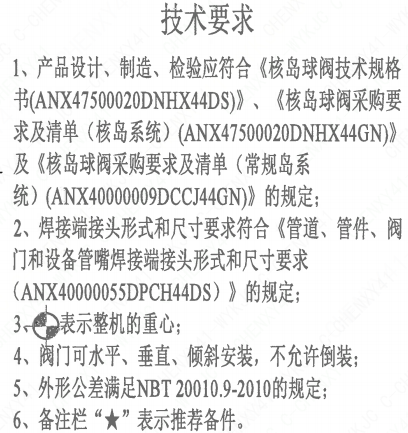 技术要求
1、产品设计、制造、检验应符合《核岛球阀技术规格
书(ANX47500020DNHX44DS)》、《核岛球阀采购要
求及清单（核岛系统）(ANX47500020DNHX44GN)》
及《核岛球阀采购要求及清单（常规岛系
统）(ANX40000009DCCJ44GN)》的规定；
2、焊接端接头形式和尺寸要求符合《管道、管件、阀
门和设备管嘴焊接端接头形式和尺寸要求
（ANX40000055DPCH44DS）》的规定；
3、表示整机的重心；
4、阀门可水平、垂直、倾斜安装，不允许倒装；
5、外形公差满足NBT 20010.9-2010的规定；
6、备注栏“★”表示推荐备件。